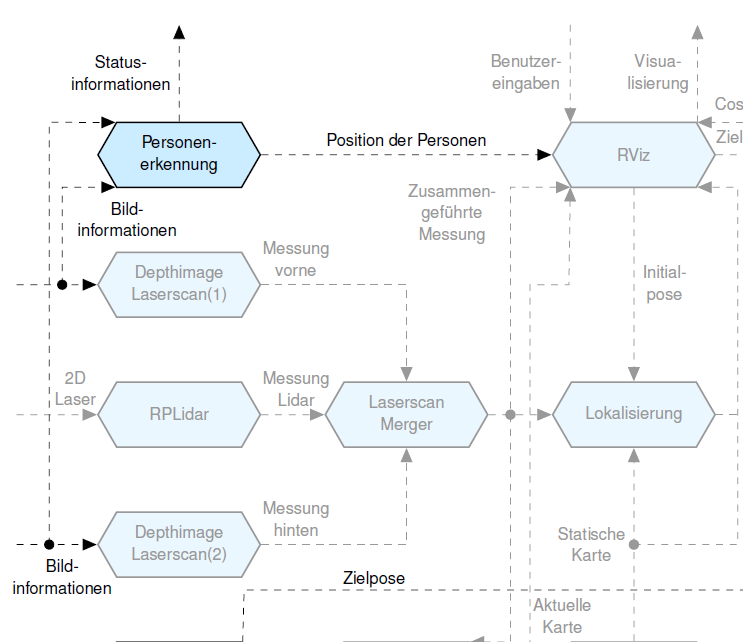 Status-
informationen
Benutzer-
eingaben
Visua-
lisierung
Cos
Personen-
erkennung
Position der Personen
RViz
Ziel
Bild-
informationen
Zusammen-
geführte
Messung
Depthimage
Laserscan(1)
Messung
vorne
Initial-
pose
2D
Laser
RPLidar
Messung
Lidar
Laserscan
Merger
Lokalisierung
Depthimage
Laserscan(2)
Messung
hinten
Statische
Karte
Bild-
informationen
Zielpose
Aktuelle
Karte